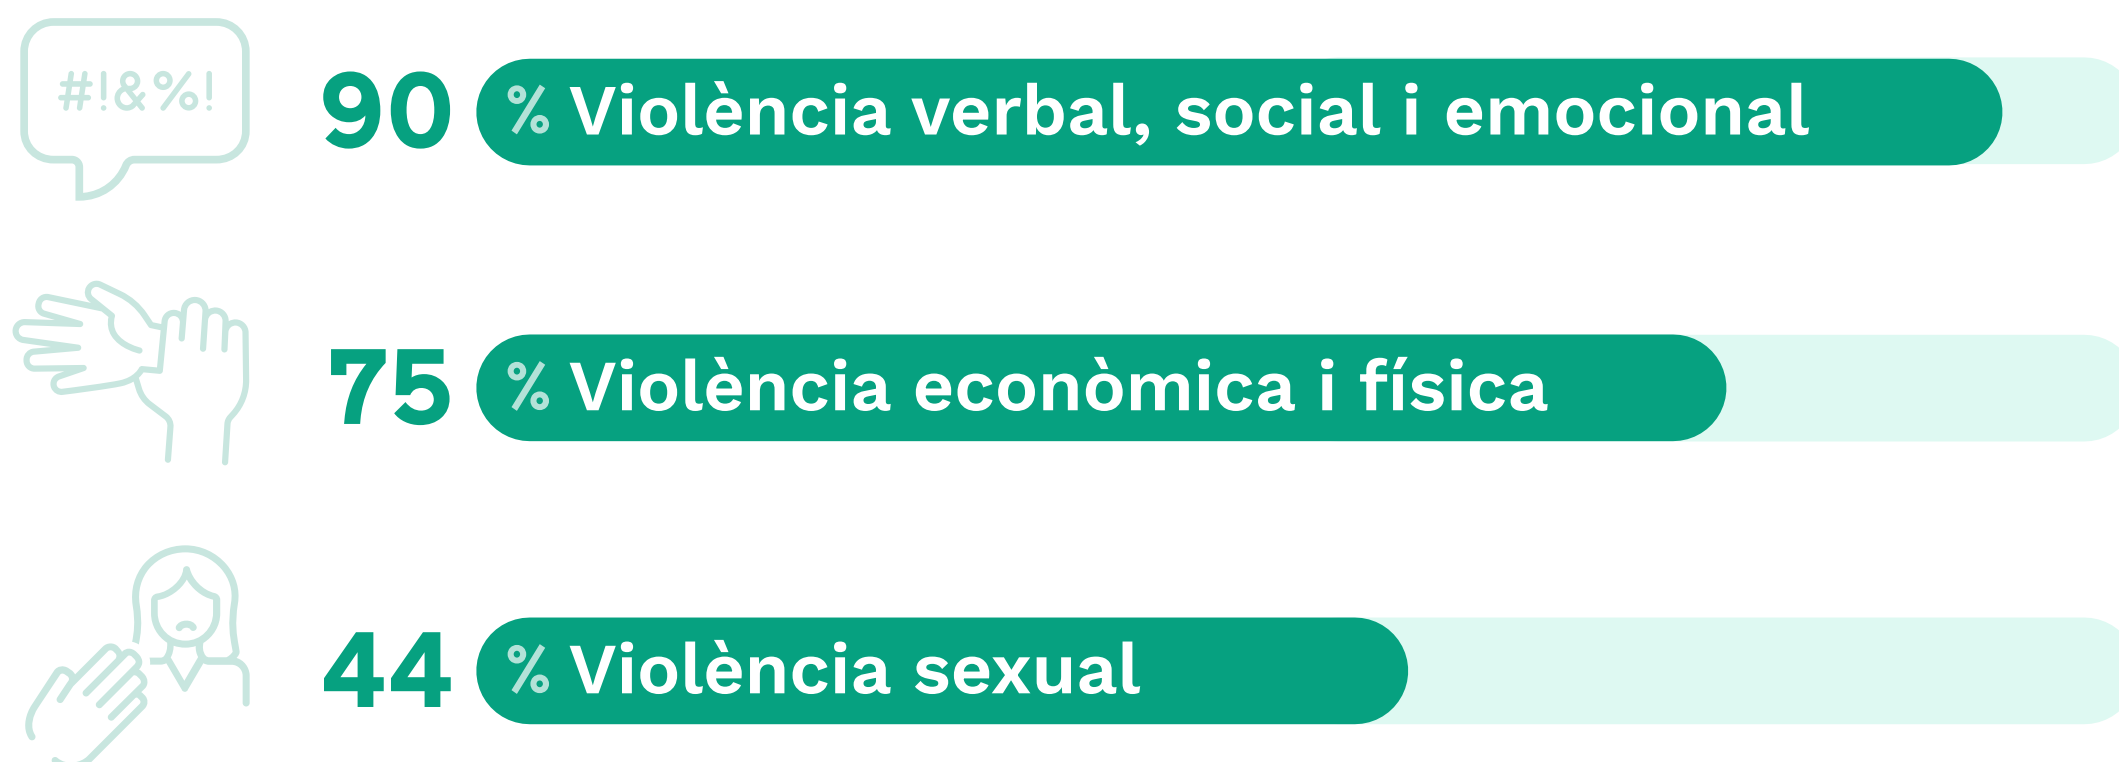 #!&%!
90 % Violència verbal, social i emocional
75 % Violència econòmica i física
44 % Violència sexual